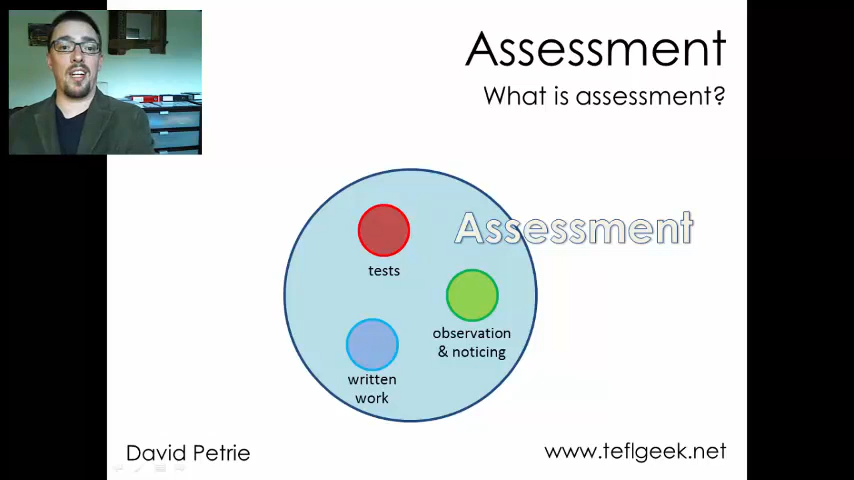 Assessment
What is assessment?
Assessment
tests
observation
& noticing
written
work
David Petrie
www.teflgeek.net